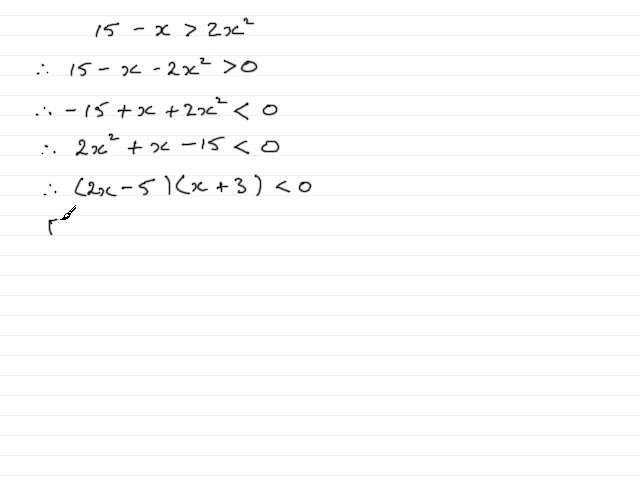 15 - x > 2x²
∴ 15 - x - 2x² > 0
∴ -15 + x + 2x² < 0
∴ 2x² + x - 15 < 0
∴ (2x - 5)(x + 3) < 0